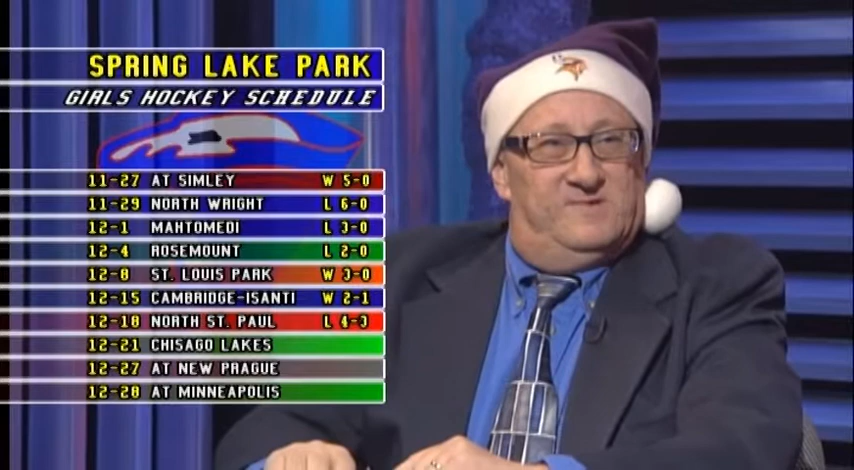 SPRING LAKE PARK
GIRLS HOCKEY SCHEDULE
11-27 AT SIMLEY W 5-0
11-29 NORTH WRIGHT L 6-0
12-1 MAHTOMEDI L 3-0
12-4 ROSEMOUNT L 2-0
12-8 ST. LOUIS PARK W 3-0
12-15 CAMBRIDGE-ISANTI W 2-1
12-18 NORTH ST. PAUL L 4-3
12-21 CHISAGO LAKES
12-27 AT NEW PRAGUE
12-28 AT MINNEAPOLIS